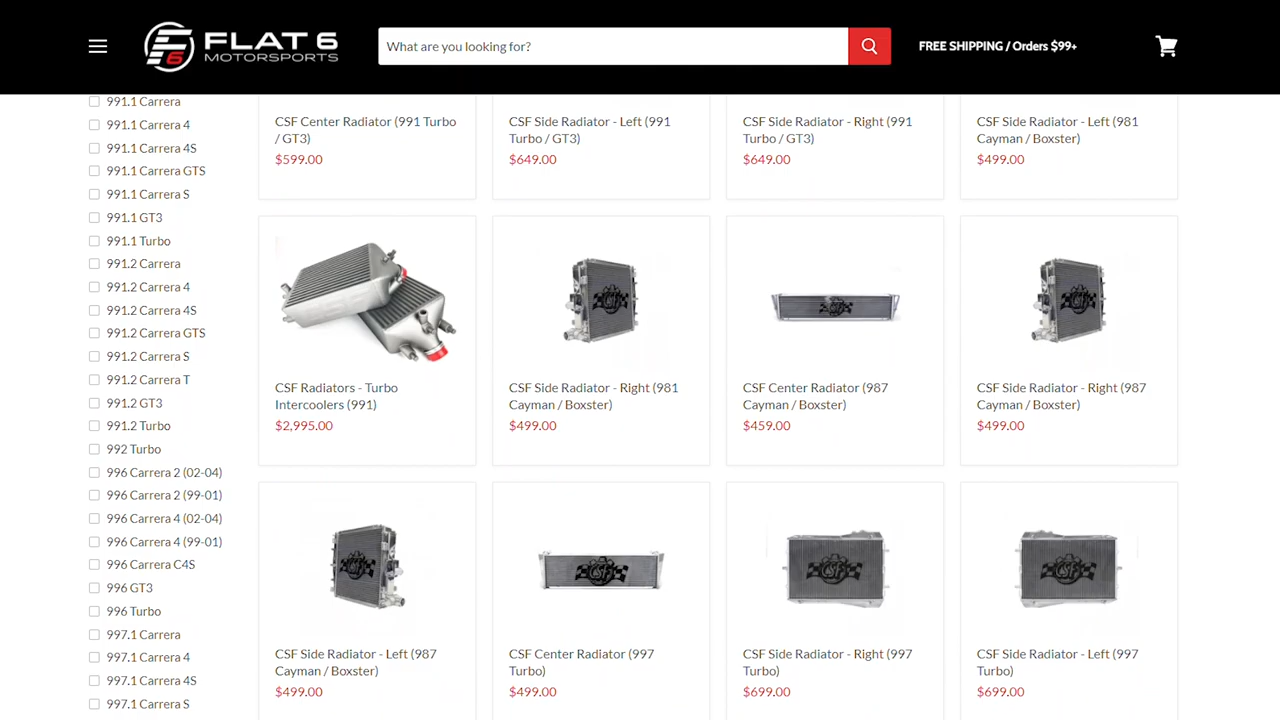 FLAT 6
MOTORSPORTS
What are you looking for?
FREE SHIPPING / Orders $99+
991.1 Carrera
991.1 Carrera 4
991.1 Carrera 4S
991.1 Carrera GTS
991.1 Carrera S
991.1 GT3
991.1 Turbo
991.2 Carrera
991.2 Carrera 4
991.2 Carrera 4S
991.2 Carrera GTS
991.2 Carrera S
991.2 Carrera T
991.2 GT3
991.2 Turbo
992 Turbo
996 Carrera 2 (02-04)
996 Carrera 2 (99-01)
996 Carrera 4 (02-04)
996 Carrera 4 (99-01)
996 Carrera C4S
996 GT3
996 Turbo
997.1 Carrera
997.1 Carrera 4
997.1 Carrera 4S
997.1 Carrera S
CSF Center Radiator (991 Turbo
/ GT3)
$599.00
CSF Side Radiator - Left (991
Turbo / GT3)
$649.00
CSF Side Radiator - Right (991
Turbo / GT3)
$649.00
CSF Side Radiator - Left (981
Cayman / Boxster)
$499.00
CSF Radiators - Turbo
Intercoolers (991)
$2,995.00
CSF
CSF Side Radiator - Right (981
Cayman / Boxster)
$499.00
CSF
CSF Center Radiator (987
Cayman / Boxster)
$459.00
CSF
CSF Side Radiator - Right (987
Cayman / Boxster)
$499.00
CSF
CSF Side Radiator - Left (987
Cayman / Boxster)
$499.00
CSF
CSF Center Radiator (997
Turbo)
$499.00
CSF
CSF Side Radiator - Right (997
Turbo)
$699.00
CSF
CSF Side Radiator - Left (997
Turbo)
$699.00